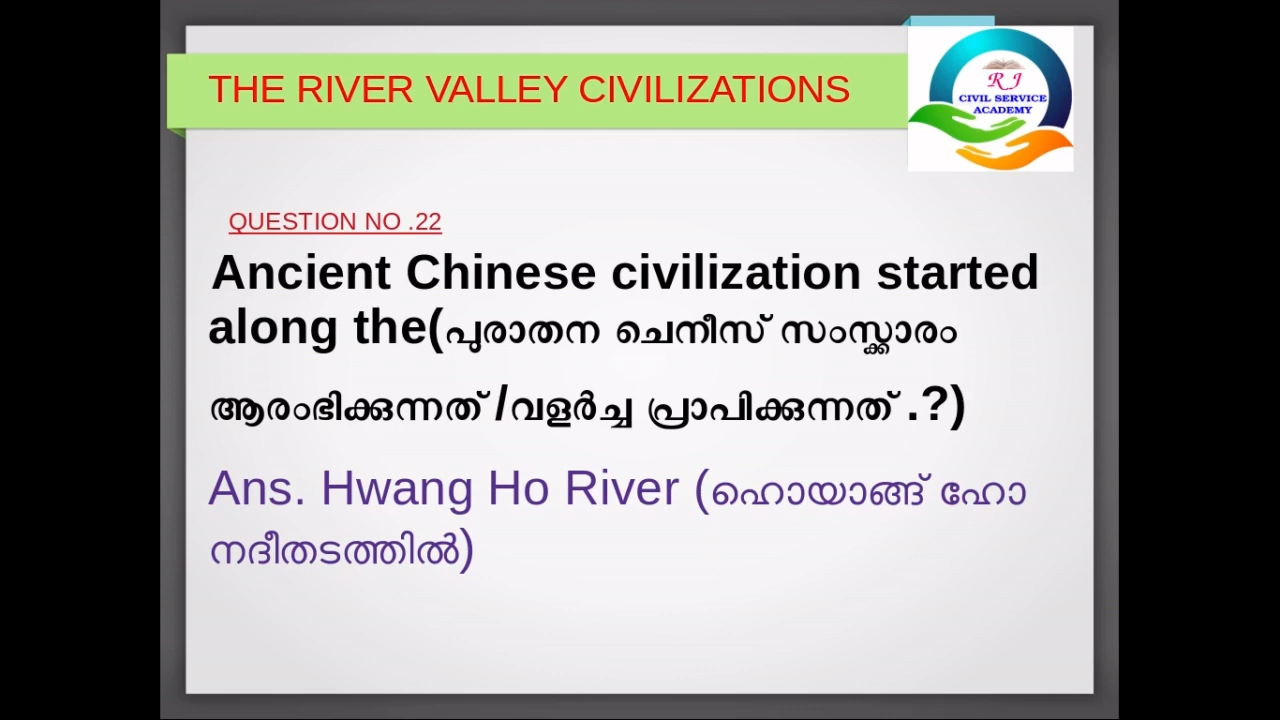 THE RIVER VALLEY CIVILIZATIONS
RJ
CIVIL SERVICE
ACADEMY
QUESTION NO .22
Ancient Chinese civilization started
along the(പുരാതന ചെനീസ് സംസ്ക്കാരം
ആരംഭിക്കുന്നത് /വളർച്ച പ്രാപിക്കുന്നത് .?)
Ans. Hwang Ho River (ഹൊയാങ്ങ് ഹോ
നദീതടത്തിൽ)